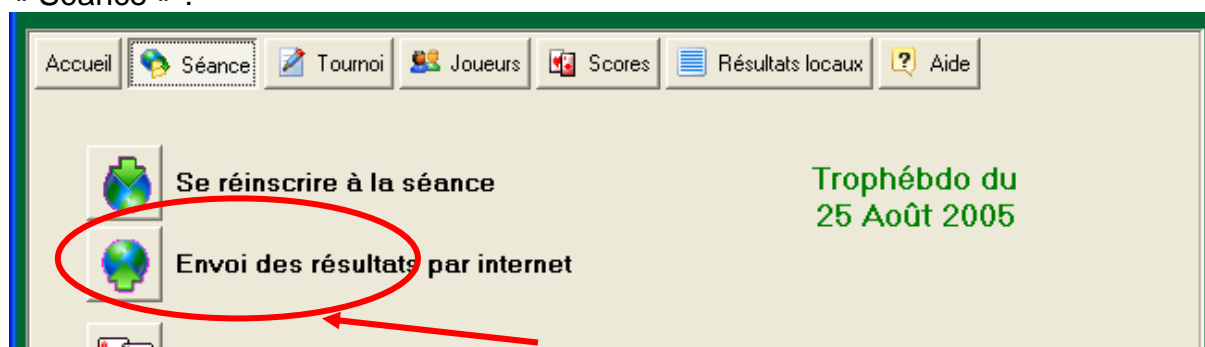 « Séance » :
Accueil Séance Tournoi Joueurs Scores Résultats locaux Aide
Se réinscrire à la séance
Trophébdo du
25 Août 2005
Envoi des résultats par internet